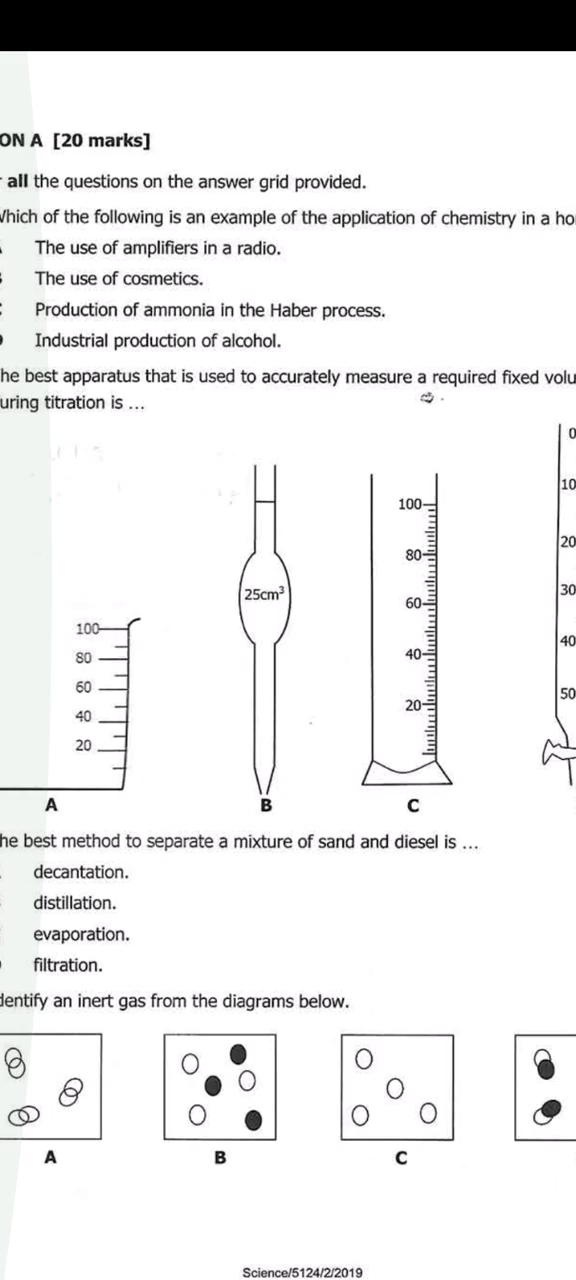 ON A [20 marks]
all the questions on the answer grid provided.
Which of the following is an example of the application of chemistry in a ho
The use of amplifiers in a radio.
The use of cosmetics.
Production of ammonia in the Haber process.
Industrial production of alcohol.
he best apparatus that is used to accurately measure a required fixed volu
uring titration is ...
100
80
60
40
20
A
25cm³
B
100
80
60
40
20
C
0
10
20
30
40
50
he best method to separate a mixture of sand and diesel is ...
decantation.
distillation.
evaporation.
filtration.
dentify an inert gas from the diagrams below.
A B C
Science/5124/2/2019